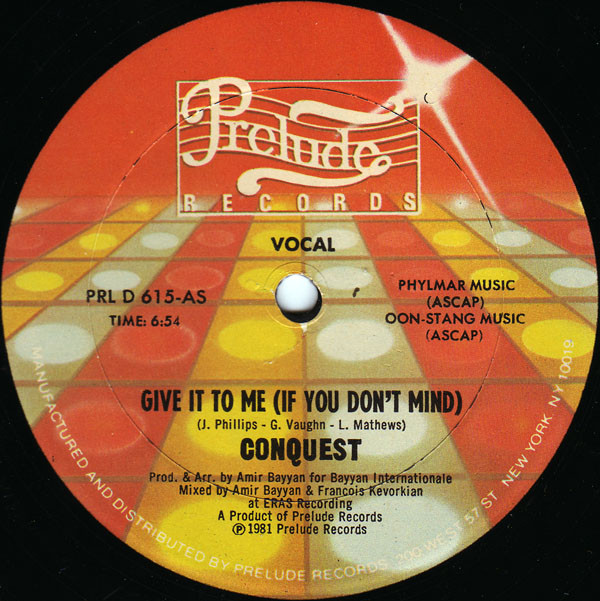 Prelude
RECORDS
VOCAL
PRL D 615-AS
TIME: 6:54
PHYLMAR MUSIC
(ASCAP)
OON-STANG MUSIC
(ASCAP)
GIVE IT TO ME (IF YOU DON'T MIND)
(J. Phillips - G. Vaughn - L. Mathews)
CONQUEST
Prod. & Arr. by Amir Bayyan for Bayyan Internationale
Mixed by Amir Bayyan & Francois Kevorkian
at ERAS Recording
A Product of Prelude Records
Ⓟ 1981 Prelude Records
MANUFACTURED AND DISTRIBUTED BY PRELUDE RECORDS, 200 WEST 57 ST. NEW YORK, NY 10019